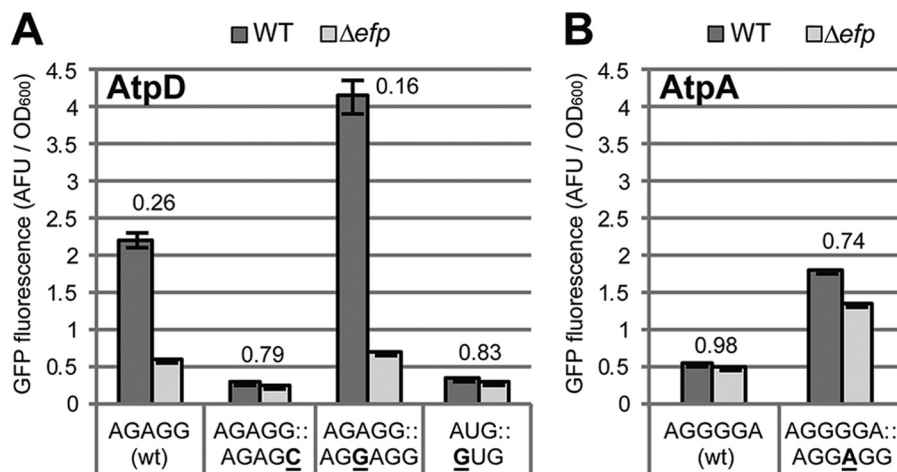 A
WT Δefp
GFP fluorescence (AFU / OD600)
4.5
4
3.5
3
2.5
2
1.5
1
0.5
0
AtpD
0.26
0.79
0.16
0.83
AGAGG
(wt)
AGAGG::
AGAGC
AGAGG::
AGGAGG
AUG::
GUG
B
WT Δefp
GFP fluorescence (AFU / OD600)
4.5
4
3.5
3
2.5
2
1.5
1
0.5
0
AtpA
0.98
0.74
AGGGGA
(wt)
AGGGGA::
AGGAGG